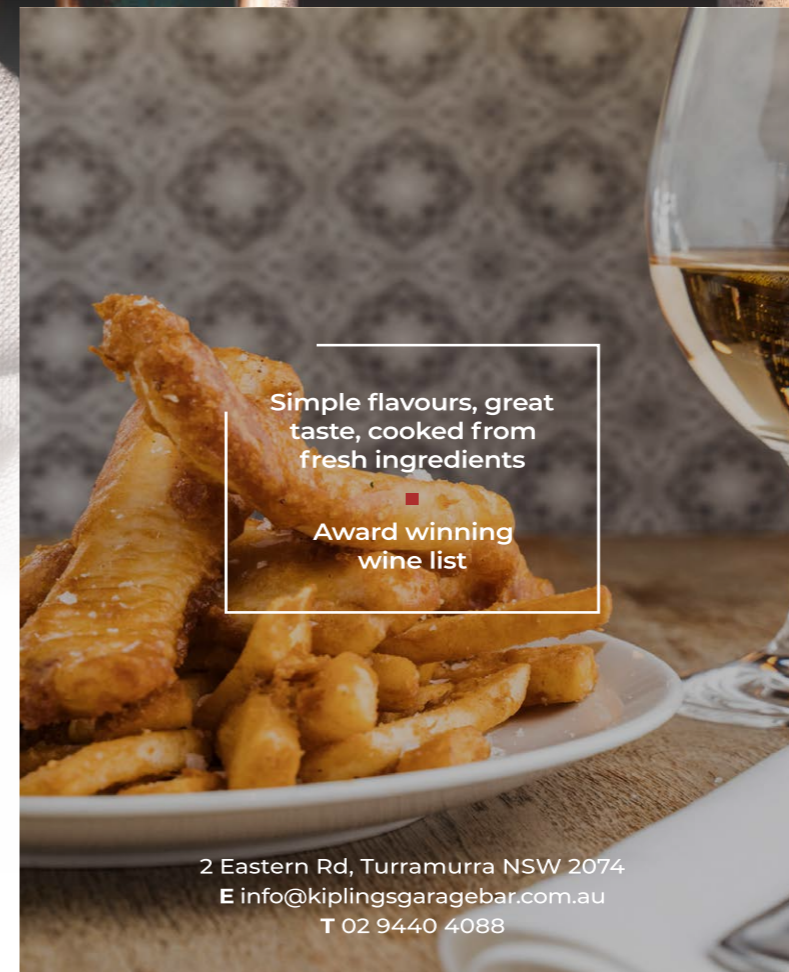 Simple flavours, great
taste, cooked from
fresh ingredients
Award winning
wine list
2 Eastern Rd, Turramurra NSW 2074
E info@kiplingsgaragebar.com.au
T 02 9440 4088